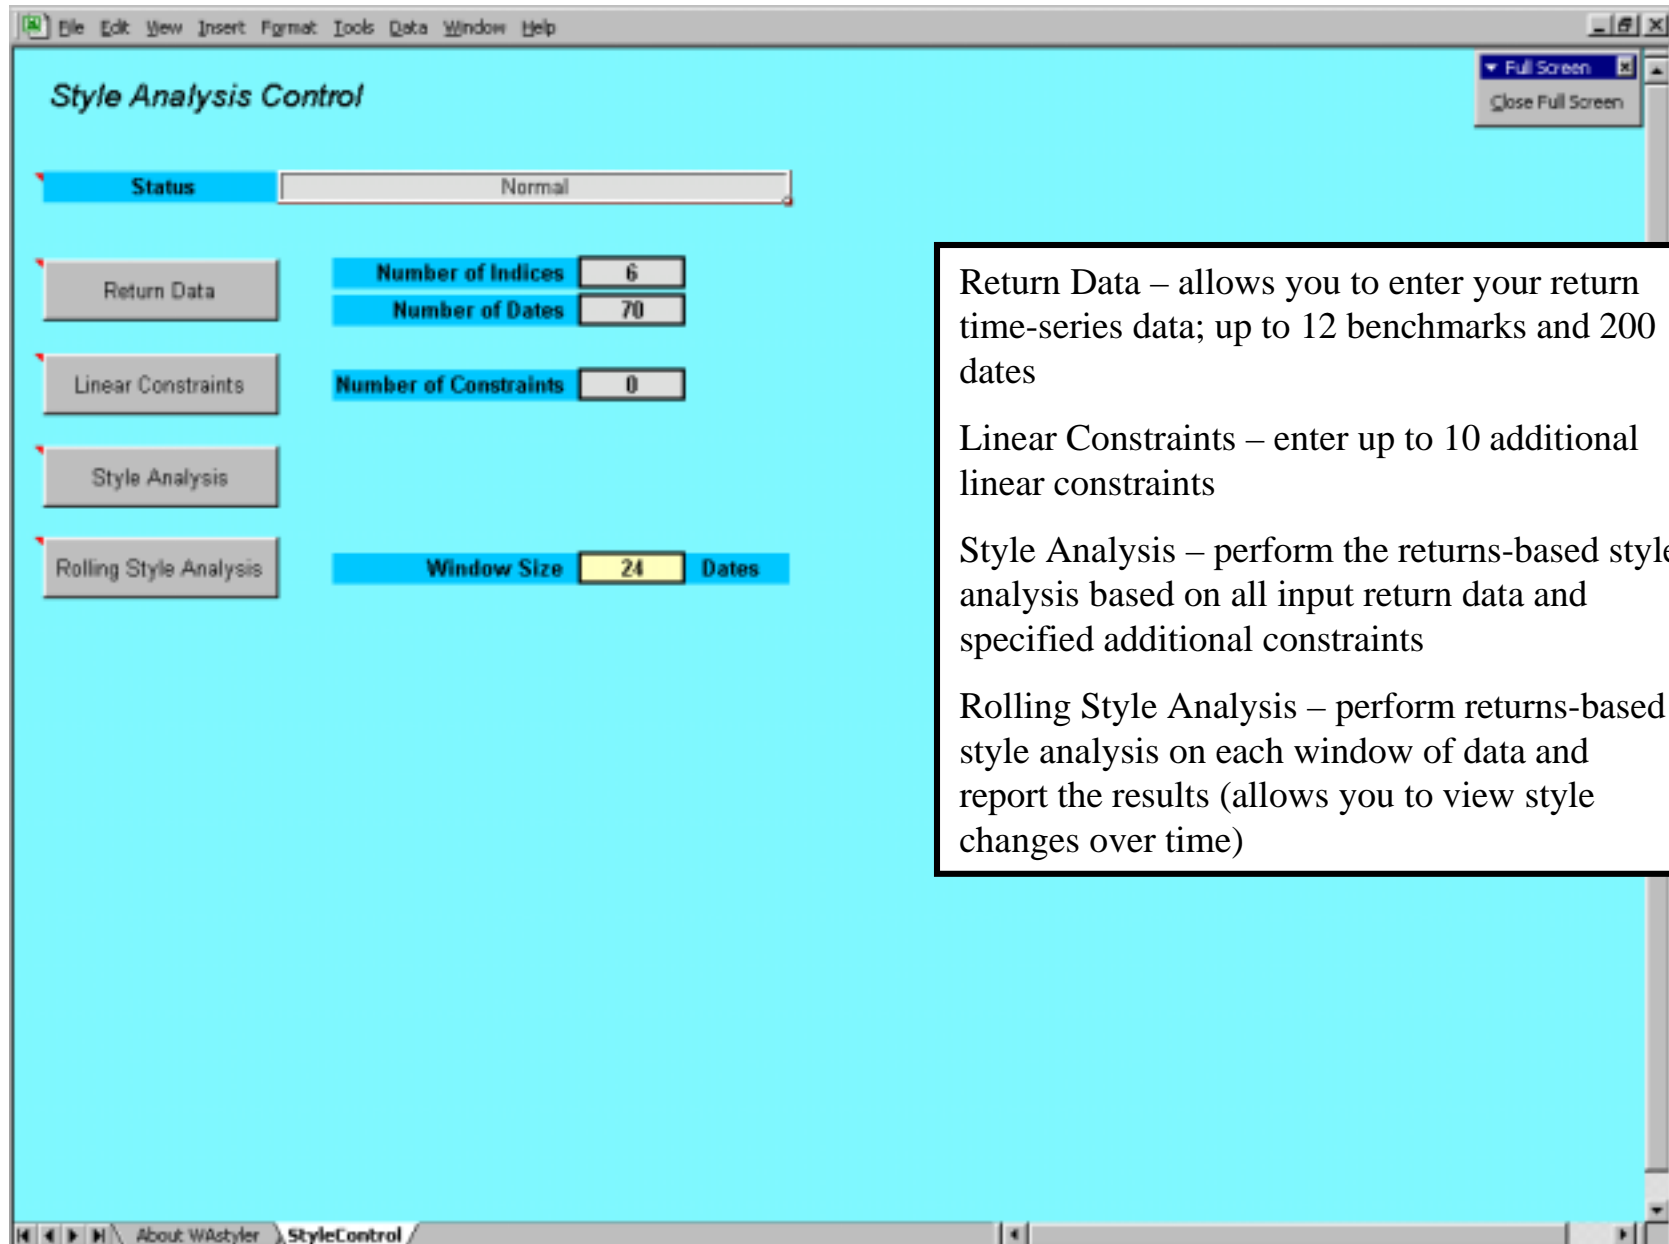 File Edit View Insert Format Tools Data Window Help
Full Screen
Close Full Screen
Style Analysis Control
Status Normal
Return Data
Number of Indices 6
Number of Dates 70
Linear Constraints
Number of Constraints 0
Style Analysis
Rolling Style Analysis
Window Size 24 Dates
Return Data – allows you to enter your return
time-series data; up to 12 benchmarks and 200
dates
Linear Constraints – enter up to 10 additional
linear constraints
Style Analysis – perform the returns-based style
analysis based on all input return data and
specified additional constraints
Rolling Style Analysis – perform returns-based
style analysis on each window of data and
report the results (allows you to view style
changes over time)
About WAstyler StyleControl